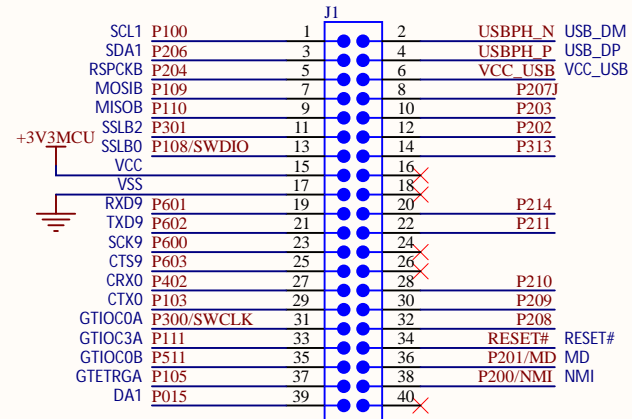 J1
SCL1 P100 1 2 USBPH_N USB_DM
SDA1 P206 3 4 USBPH_P USB_DP
RSPCKB P204 5 6 VCC_USB VCC_USB
MOSIB P109 7 8 P207J
MISOB P110 9 10 P203
SSLB2 P301 11 12 P202
+3V3MCU SSLB0 P108/SWDIO 13 14 P313
VCC 15 16
VSS 17 18
RXD9 P601 19 20 P214
TXD9 P602 21 22 P211
SCK9 P600 23 24
CTS9 P603 25 26
CRX0 P402 27 28 P210
CTX0 P103 29 30 P209
GTIOC0A P300/SWCLK 31 32 P208
GTIOC3A P111 33 34 RESET# RESET#
GTIOC0B P511 35 36 P201/MD MD
GTETRGA P105 37 38 P200/NMI NMI
DA1 P015 39 40